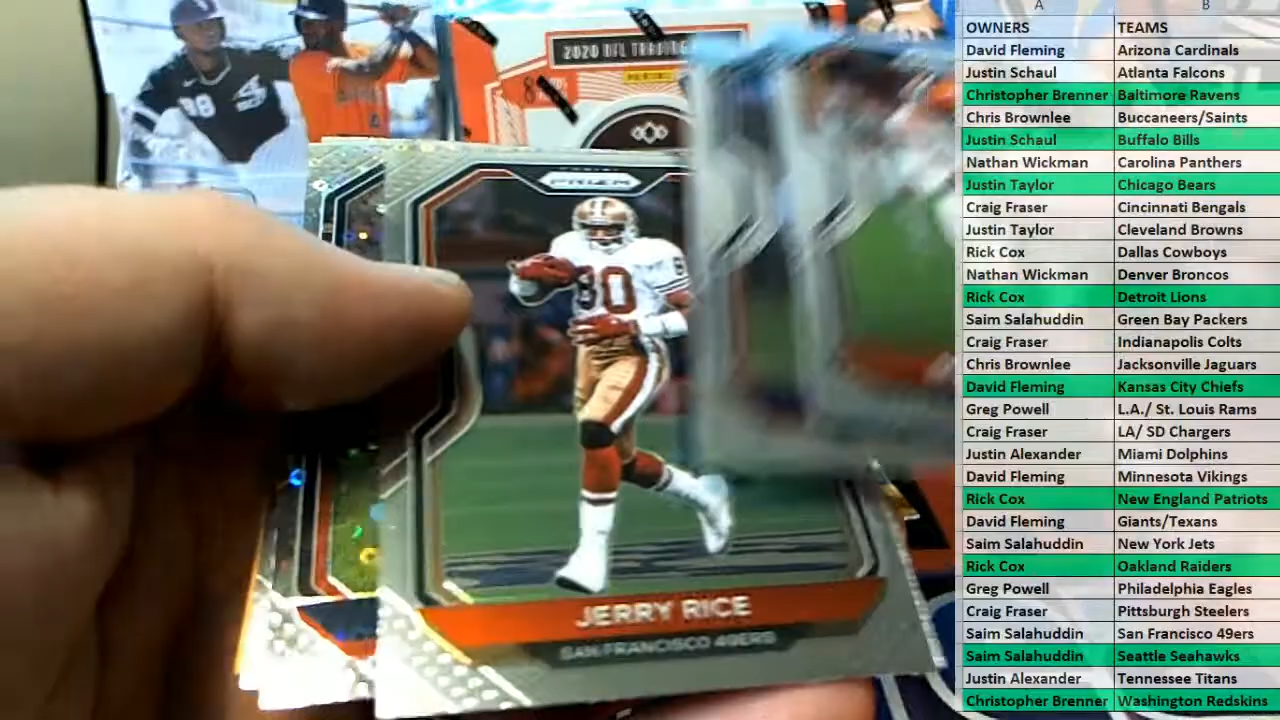 2020 NFL TRADING
PANINI
PRIZM
88
80
8
JERRY RICE
SAN FRANCISCO 49ERS
A B
OWNERS TEAMS
David Fleming Arizona Cardinals
Justin Schaul Atlanta Falcons
Christopher Brenner Baltimore Ravens
Chris Brownlee Buccaneers/Saints
Justin Schaul Buffalo Bills
Nathan Wickman Carolina Panthers
Justin Taylor Chicago Bears
Craig Fraser Cincinnati Bengals
Justin Taylor Cleveland Browns
Rick Cox Dallas Cowboys
Nathan Wickman Denver Broncos
Rick Cox Detroit Lions
Saim Salahuddin Green Bay Packers
Craig Fraser Indianapolis Colts
Chris Brownlee Jacksonville Jaguars
David Fleming Kansas City Chiefs
Greg Powell L.A./ St. Louis Rams
Craig Fraser LA/ SD Chargers
Justin Alexander Miami Dolphins
David Fleming Minnesota Vikings
Rick Cox New England Patriots
David Fleming Giants/Texans
Saim Salahuddin New York Jets
Rick Cox Oakland Raiders
Greg Powell Philadelphia Eagles
Craig Fraser Pittsburgh Steelers
Saim Salahuddin San Francisco 49ers
Saim Salahuddin Seattle Seahawks
Justin Alexander Tennessee Titans
Christopher Brenner Washington Redskins